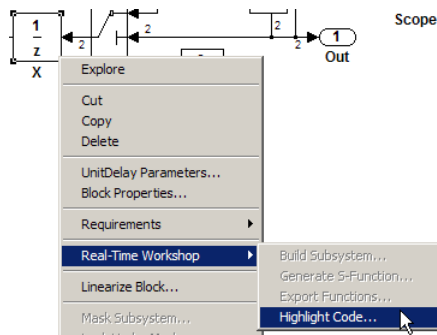 1
z
X
2
2
2
2
1
Out
Scope
Explore
Cut
Copy
Delete
UnitDelay Parameters...
Block Properties...
Requirements
Real-Time Workshop
Linearize Block...
Mask Subsystem...
Build Subsystem...
Generate S-Function...
Export Functions...
Highlight Code...